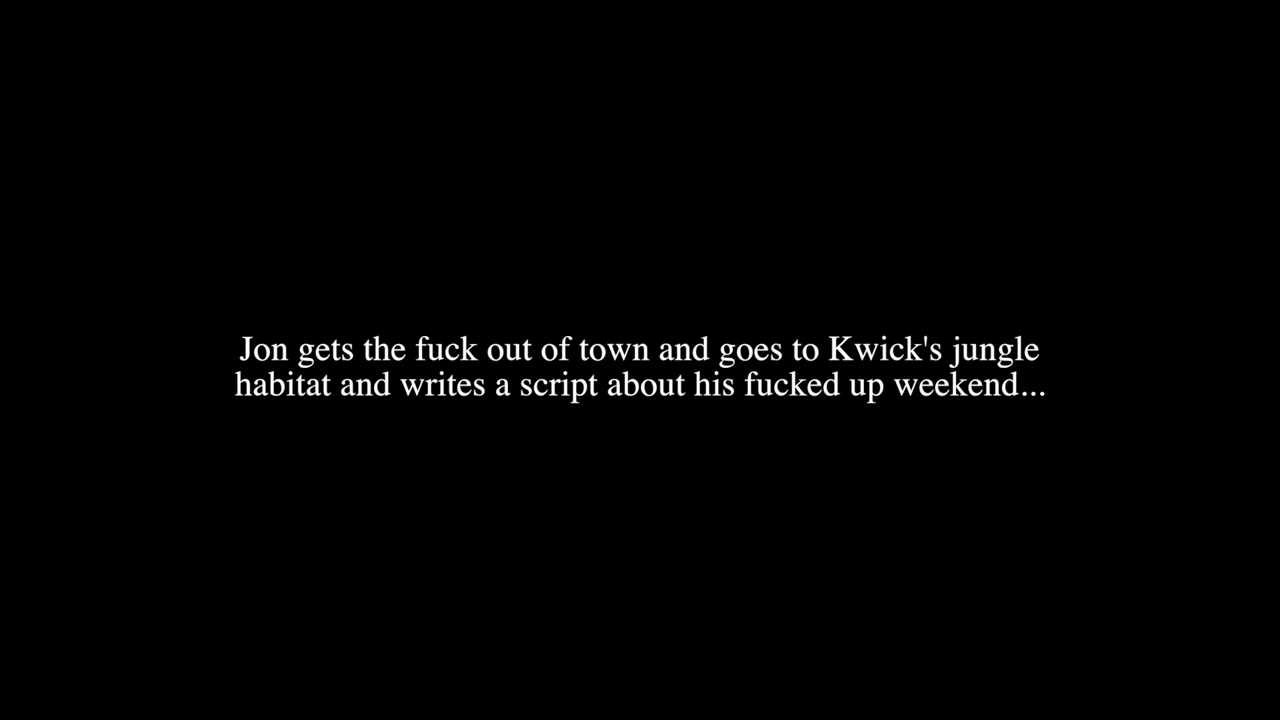 Jon gets the fuck out of town and goes to Kwick's jungle
habitat and writes a script about his fucked up weekend...